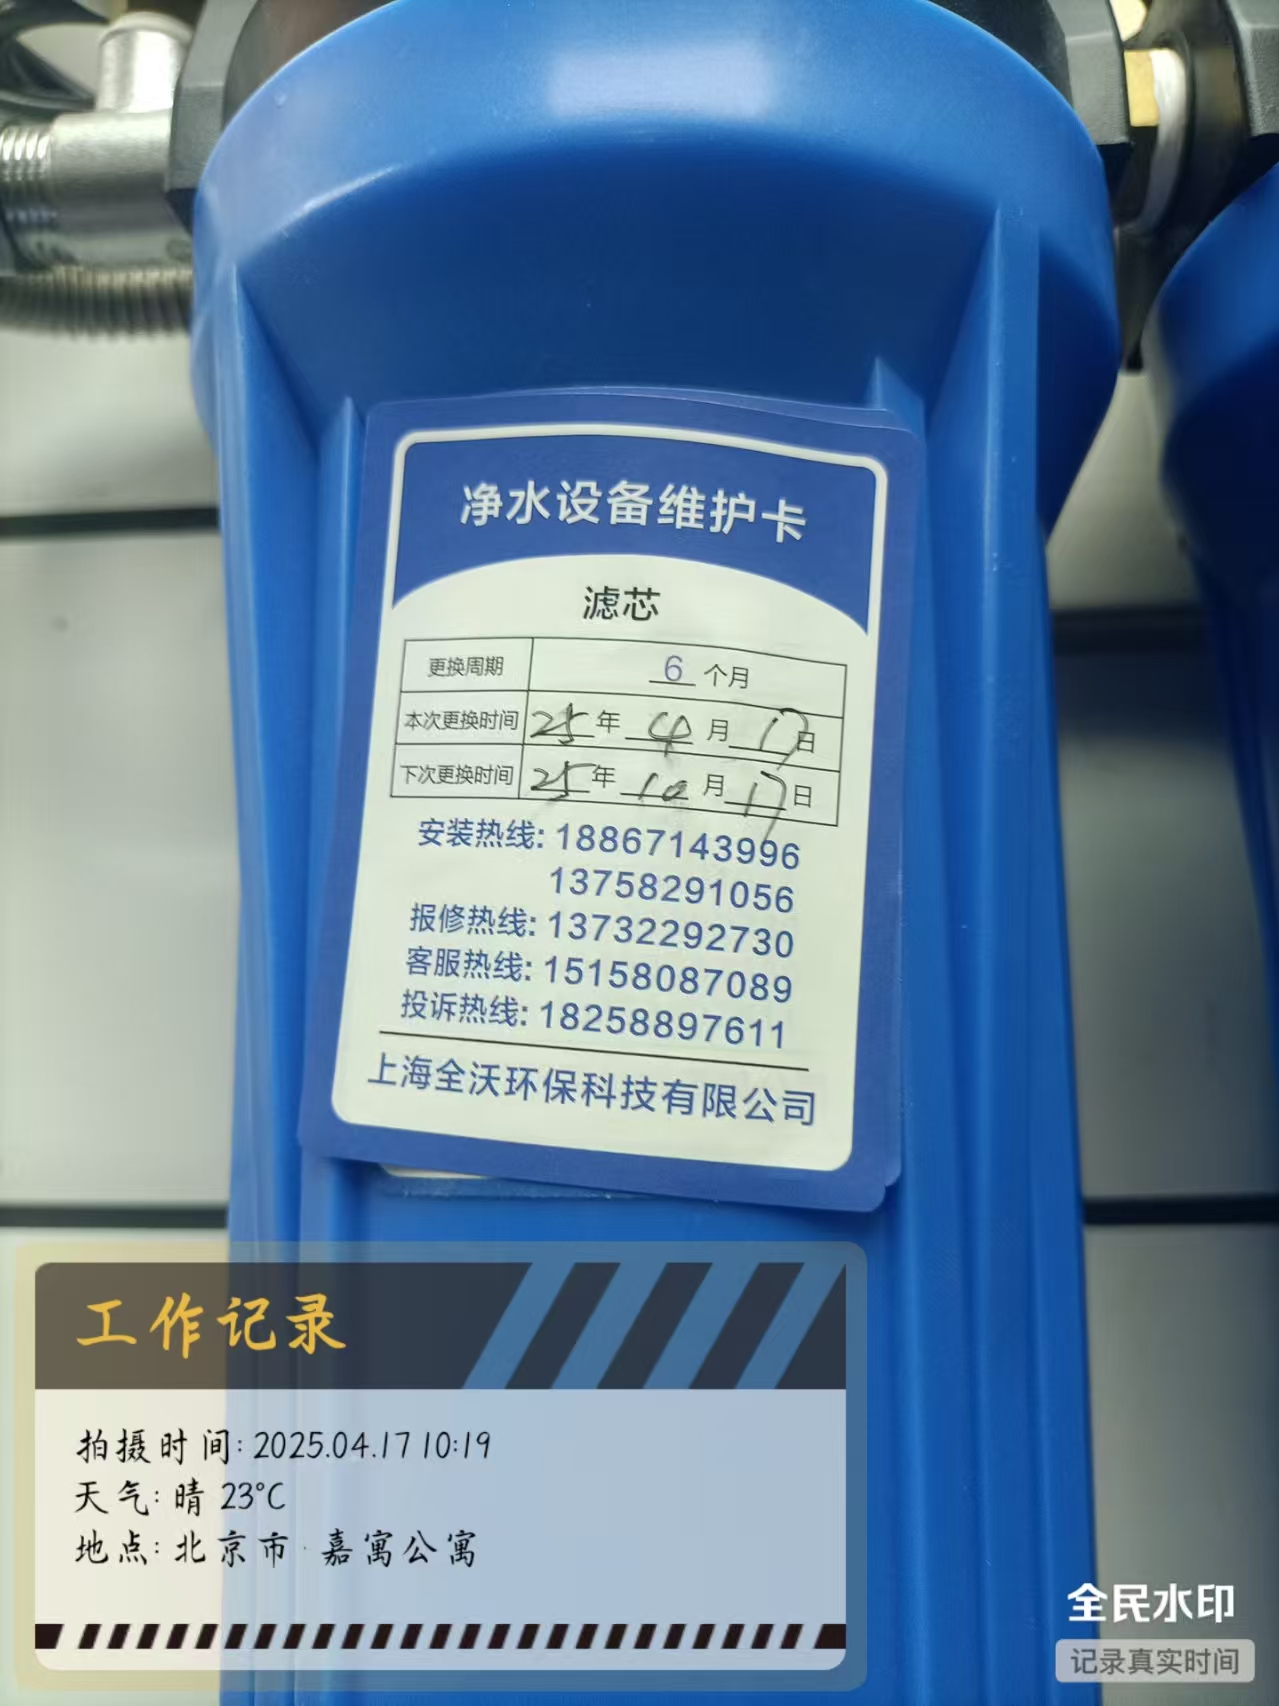 净水设备维护卡
滤芯
更换周期 6 个月
本次更换时间 25 年 4 月 17 日
下次更换时间 25 年 10 月 17 日
安装热线: 18867143996
13758291056
报修热线: 13732292730
客服热线: 15158087089
投诉热线: 18258897611
上海全沃环保科技有限公司
工作记录
拍摄时间: 2025.04.17 10:19
天气: 晴 23°C
地点: 北京市·嘉寓公寓
全民水印
记录真实时间